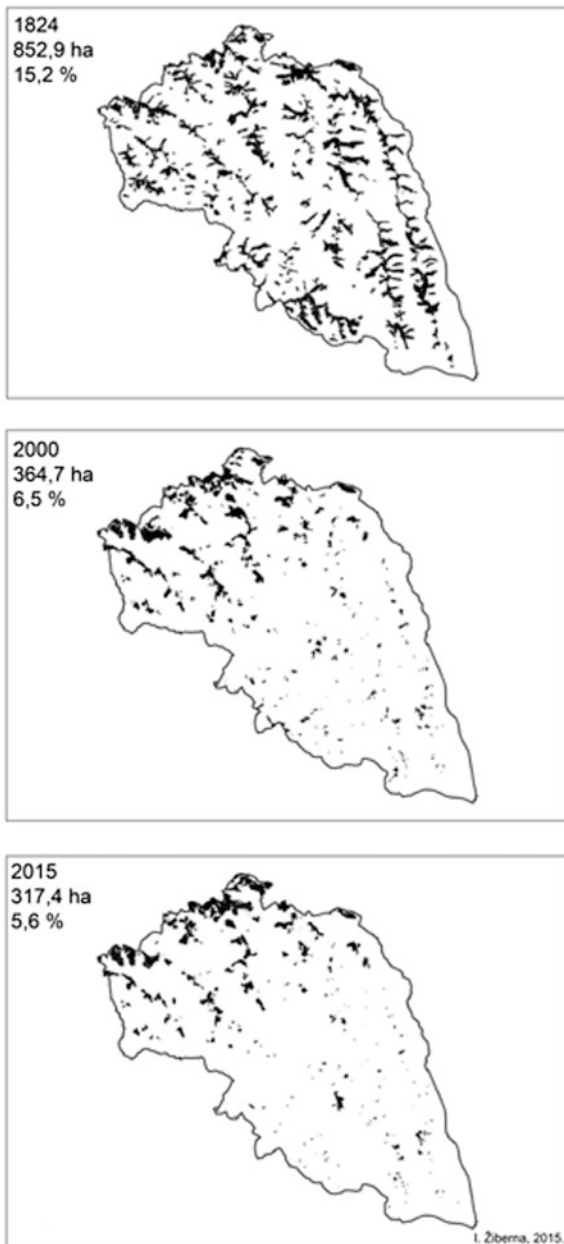 1824
852,9 ha
15,2 %
2000
364,7 ha
6,5 %
2015
317,4 ha
5,6 %
I. Žiberna, 2015.